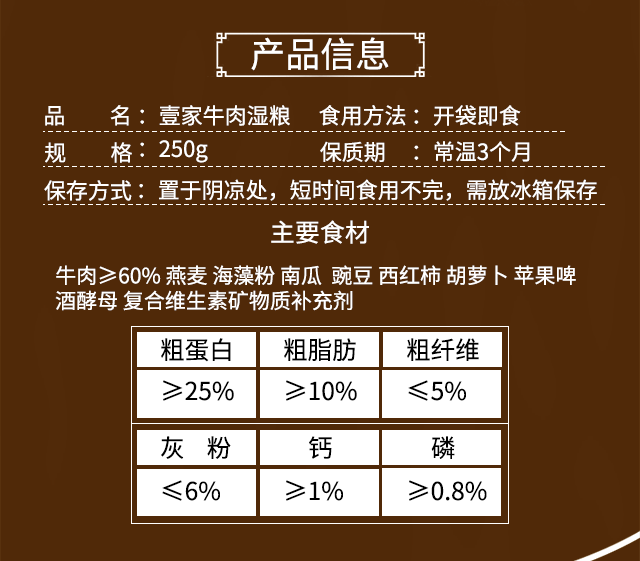 产品信息
品 名：壹家牛肉湿粮 食用方法：开袋即食
规 格：250g 保质期 ：常温3个月
保存方式：置于阴凉处，短时间食用不完，需放冰箱保存
主要食材
牛肉≥60% 燕麦 海藻粉 南瓜 豌豆 西红柿 胡萝卜 苹果啤
酒酵母 复合维生素矿物质补充剂
粗蛋白 粗脂肪 粗纤维
≥25% ≥10% ≤5%
灰 粉 钙 磷
≤6% ≥1% ≥0.8%